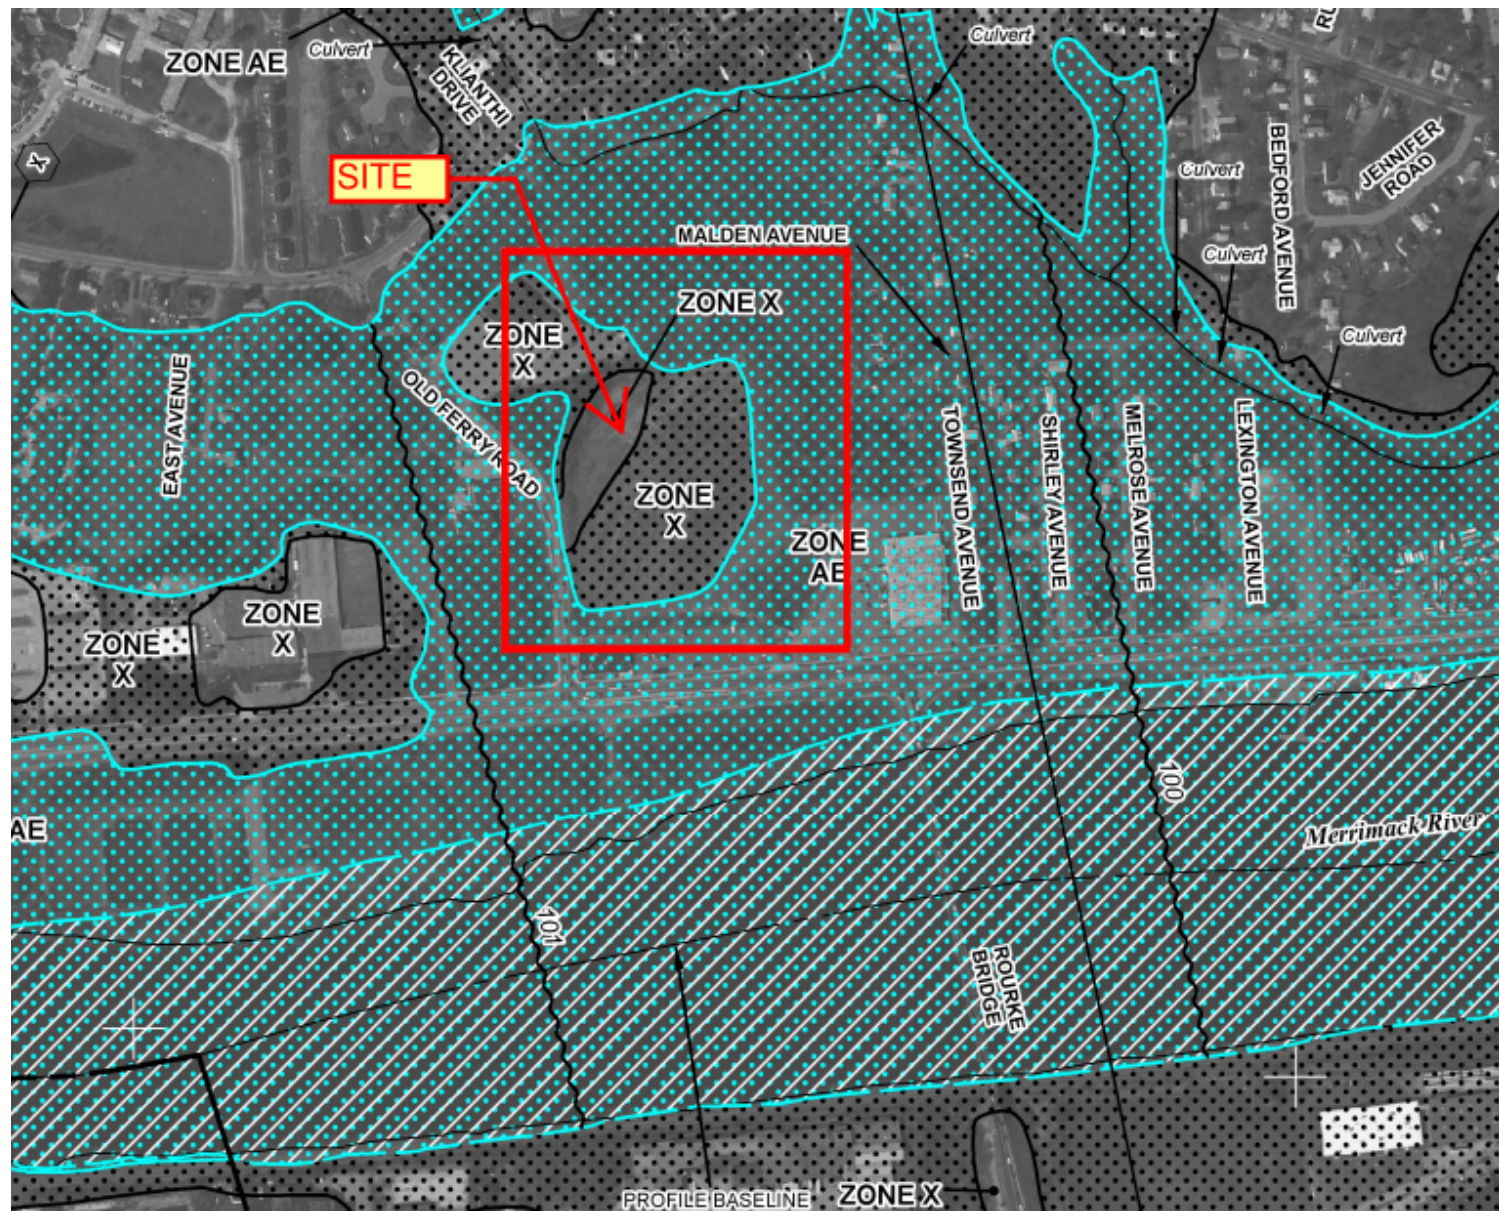 RU
Culvert
ZONE AE
Culvert
KLIANTHI
DRIVE
X
SITE
BEDFORD AVENUE
JENNIFER
ROAD
Culvert
MALDEN AVENUE
Culvert
ZONE X
ZONE
X
Culvert
EAST AVENUE
OLD FERRY ROAD
TOWNSEND AVENUE
SHIRLEY AVENUE
MELROSE AVENUE
LEXINGTON AVENUE
ZONE
X
ZONE
AE
ZONE
X
ZONE
X
100
AE
Merrimack River
101
ROURKE
BRIDGE
PROFILE BASELINE
ZONE X